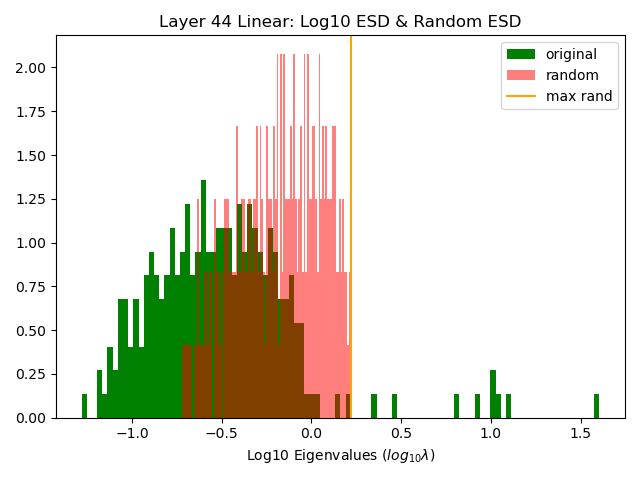 Layer 44 Linear: Log10 ESD & Random ESD
original
random
max rand
2.00
1.75
1.50
1.25
1.00
0.75
0.50
0.25
0.00
−1.0 −0.5 0.0 0.5 1.0 1.5
Log10 Eigenvalues (log₁₀λ)